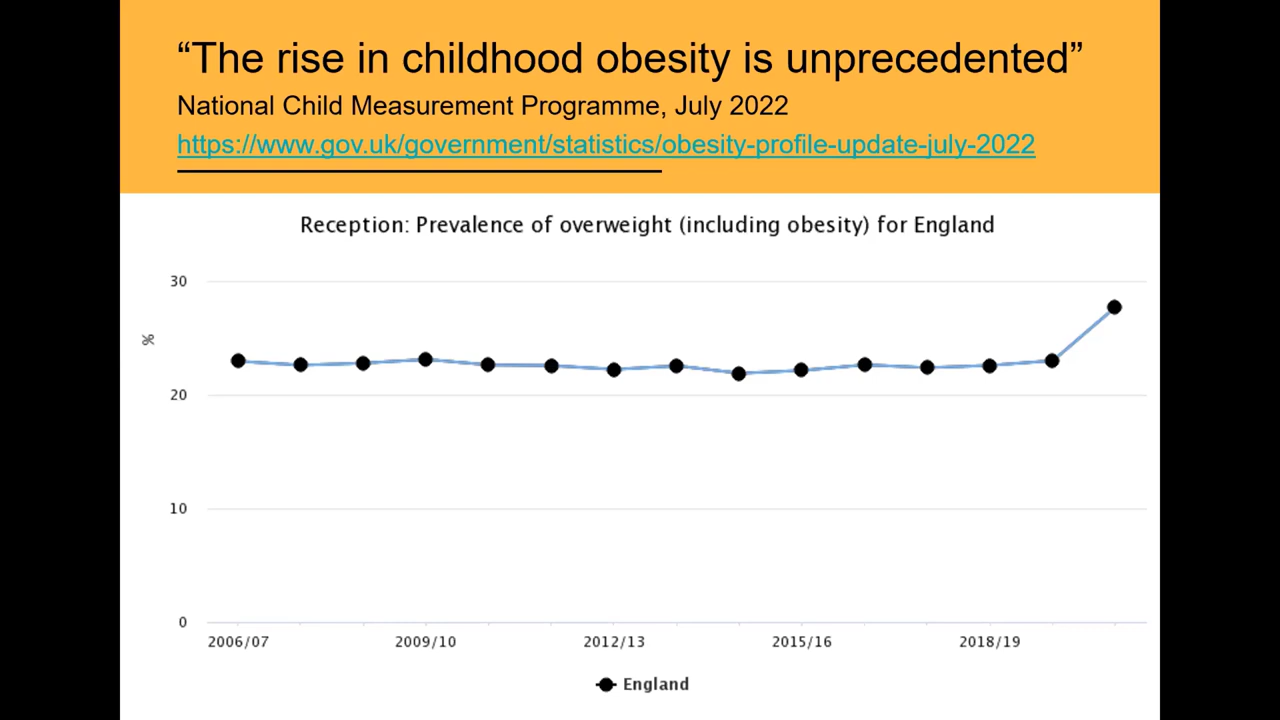 “The rise in childhood obesity is unprecedented”
National Child Measurement Programme, July 2022
https://www.gov.uk/government/statistics/obesity-profile-update-july-2022
Reception: Prevalence of overweight (including obesity) for England
30
%
20
10
0
2006/07 2009/10 2012/13 2015/16 2018/19
England